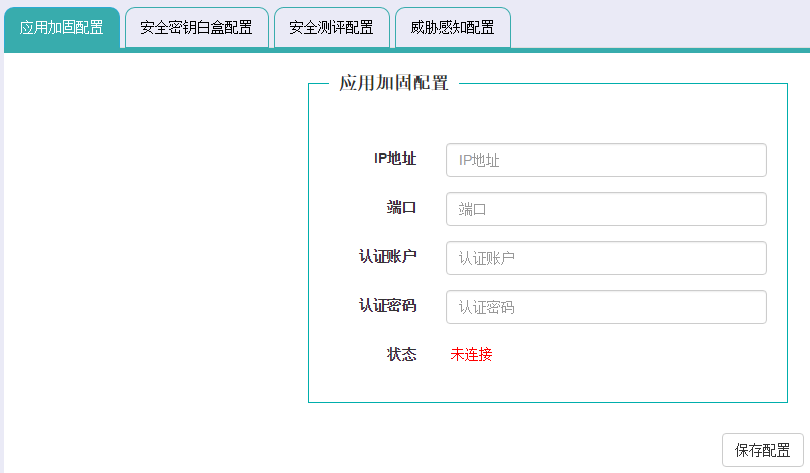 应用加固配置 安全密钥白盒配置 安全测评配置 威胁感知配置
应用加固配置
IP地址 IP地址
端口 端口
认证账户 认证账户
认证密码 认证密码
状态 未连接
保存配置